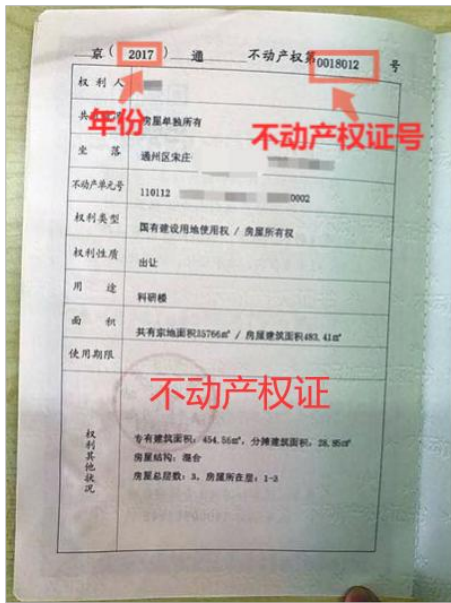 京（2017）通 不动产权第0018012号
年份
不动产权证号
权利人
共 房屋单独所有
坐落 通州区宋庄
不动产单元号 110112 0002
权利类型 国有建设用地使用权 / 房屋所有权
权利性质 出让
用途 科研楼
面积 共有宗地面积35766㎡ / 房屋建筑面积483.41㎡
使用期限
不动产权证
权利其他状况
专有建筑面积：454.56㎡，分摊建筑面积：28.85㎡
房屋结构：混合
房屋总层数：3，房屋所在层：1-3